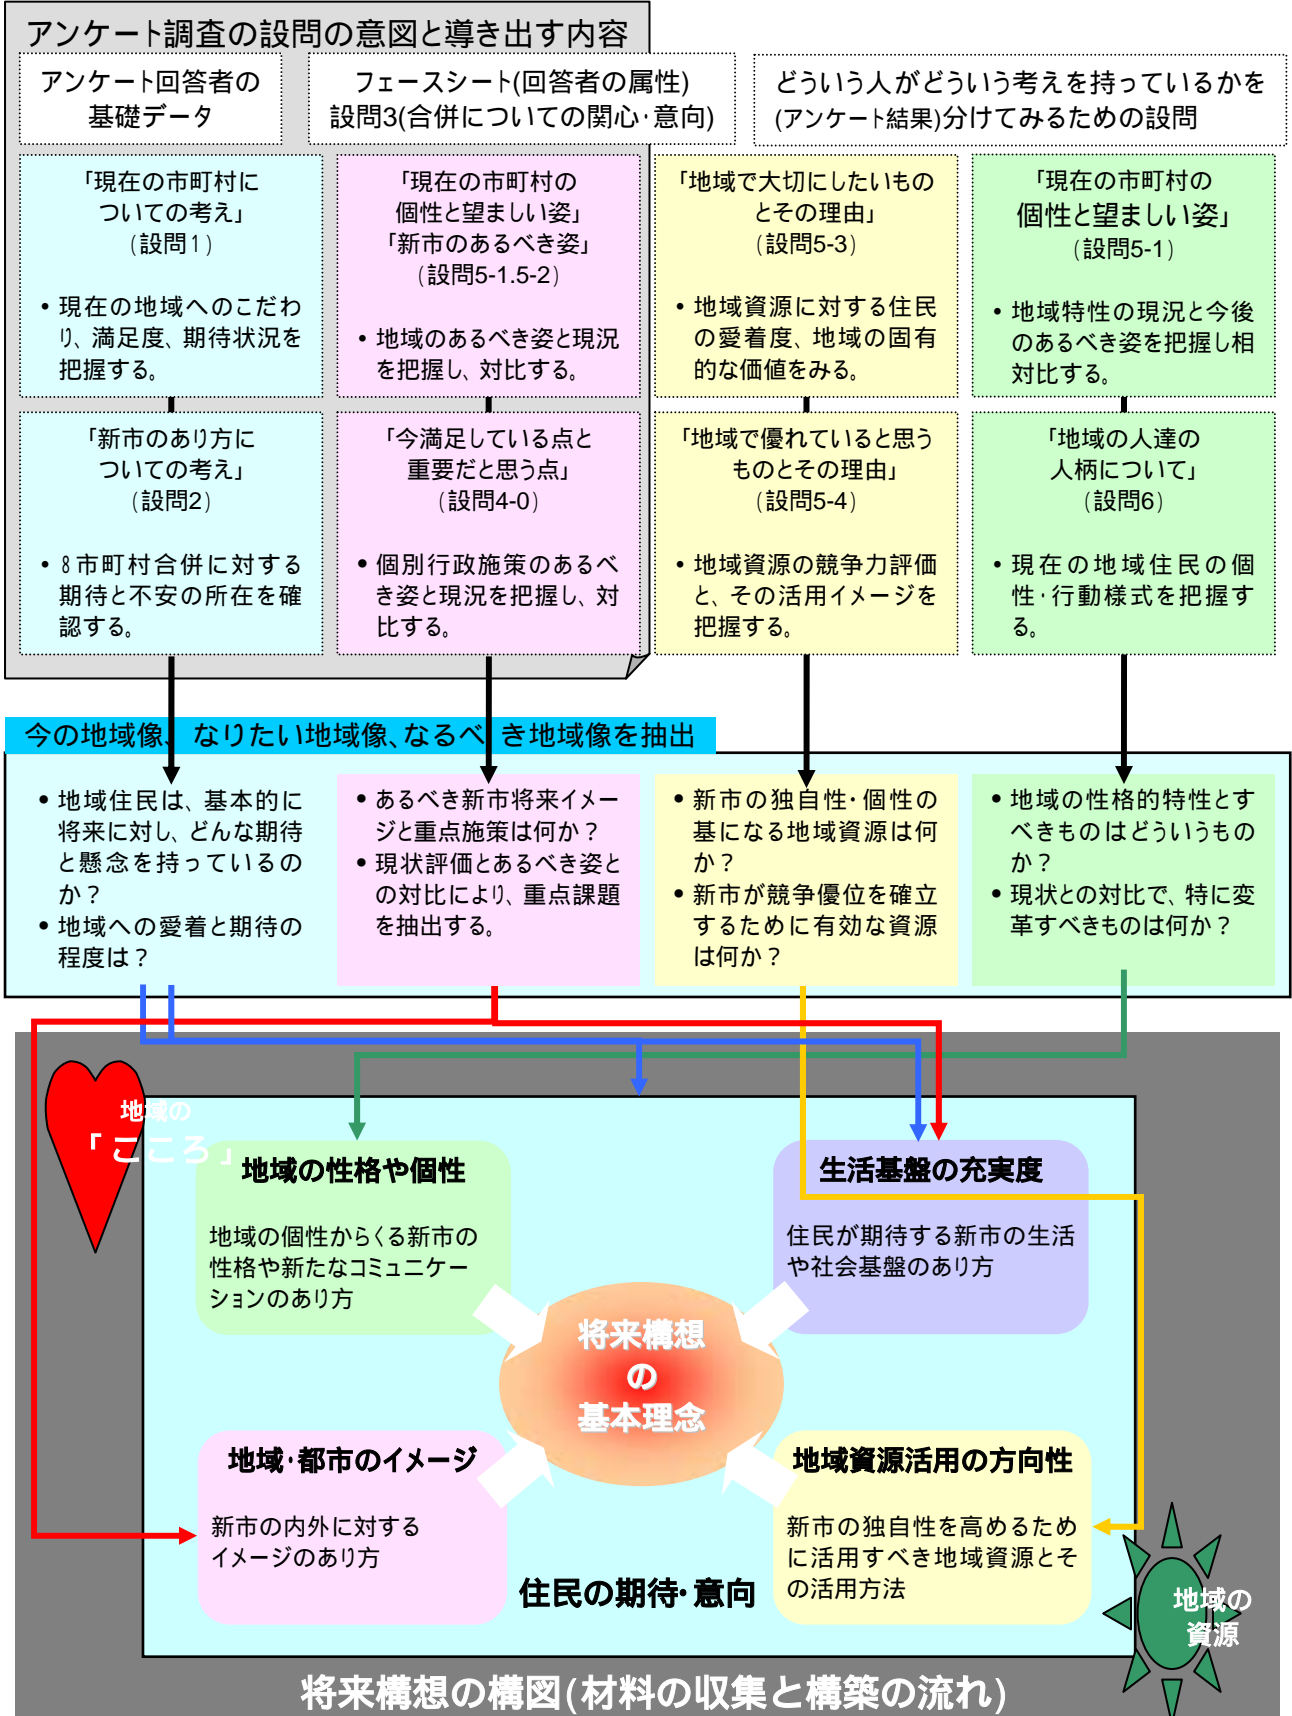 アンケート調査の設問の意図と導き出す内容
アンケート回答者の
基礎データ
フェースシート(回答者の属性)
設問3(合併についての関心・意向)
どういう人がどういう考えを持っているかを
(アンケート結果)分けてみるための設問
「現在の市町村に
ついての考え」
(設問1)
• 現在の地域へのこだわ
り、満足度、期待状況を
把握する。
「現在の市町村の
個性と望ましい姿」
「新市のあるべき姿」
(設問5-1.5-2)
• 地域のあるべき姿と現況
を把握し、対比する。
「地域で大切にしたいもの
とその理由」
(設問5-3)
• 地域資源に対する住民
の愛着度、地域の固有
的な価値をみる。
「現在の市町村の
個性と望ましい姿」
(設問5-1)
• 地域特性の現況と今後
のあるべき姿を把握し相
対比する。
「新市のあり方に
ついての考え」
(設問2)
• 8市町村合併に対する
期待と不安の所在を確
認する。
「今満足している点と
重要だと思う点」
(設問4-0)
• 個別行政施策のあるべ
き姿と現況を把握し、対
比する。
「地域で優れていると思う
ものとその理由」
(設問5-4)
• 地域資源の競争力評価
と、その活用イメージを
把握する。
「地域の人達の
人柄について」
(設問6)
• 現在の地域住民の個
性・行動様式を把握す
る。
今の地域像、なりたい地域像、なるべき地域像を抽出
• 地域住民は、基本的に
将来に対し、どんな期待
と懸念を持っているの
か?
• 地域への愛着と期待の
程度は?
• あるべき新市将来イメー
ジと重点施策は何か?
• 現状評価とあるべき姿と
の対比により、重点課題
を抽出する。
• 新市の独自性・個性の
基になる地域資源は何
か?
• 新市が競争優位を確立
するために有効な資源
は何か?
• 地域の性格的特性とす
べきものはどういうもの
か?
• 現状との対比で、特に変
革すべきものは何か?
地域の
「こころ」
地域の性格や個性
地域の個性からくる新市の
性格や新たなコミュニケー
ションのあり方
生活基盤の充実度
住民が期待する新市の生活
や社会基盤のあり方
将来構想
の
基本理念
地域・都市のイメージ
新市の内外に対する
イメージのあり方
地域資源活用の方向性
新市の独自性を高めるため
に活用すべき地域資源とそ
の活用方法
住民の期待・意向
地域の
資源
将来構想の構図(材料の収集と構築の流れ)